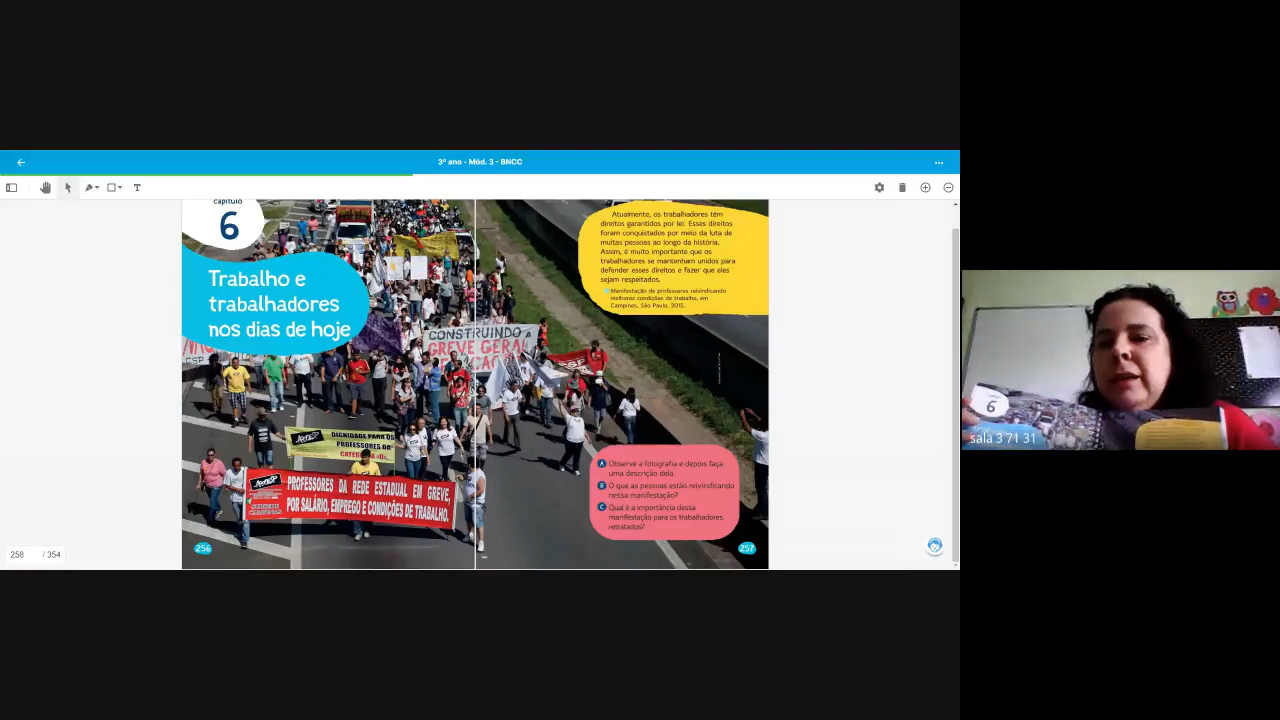 3º ano - Mód. 3 - BNCC
T
capítulo
6
Trabalho e
trabalhadores
nos dias de hoje
Atualmente, os trabalhadores têm
direitos garantidos por lei. Esses direitos
foram conquistados por meio da luta de
muitas pessoas ao longo da história.
Assim, é muito importante que os
trabalhadores se mantenham unidos para
defender esses direitos e fazer que eles
sejam respeitados.
Manifestação de professores reivindicando
melhores condições de trabalho, em
Campinas, São Paulo, 2015.
CONSTRUINDO A
GREVE GERAL
DIGNIDADE PARA OS
PROFESSORES DA
CATEGORIA «O».
PROFESSORES DA REDE ESTADUAL EM GREVE,
POR SALÁRIO, EMPREGO E CONDIÇÕES DE TRABALHO.
A Observe a fotografia e depois faça
uma descrição dela.
B O que as pessoas estão reivindicando
nessa manifestação?
C Qual é a importância dessa
manifestação para os trabalhadores
retratados?
256
257
258 / 354
6
sala 3 71 31